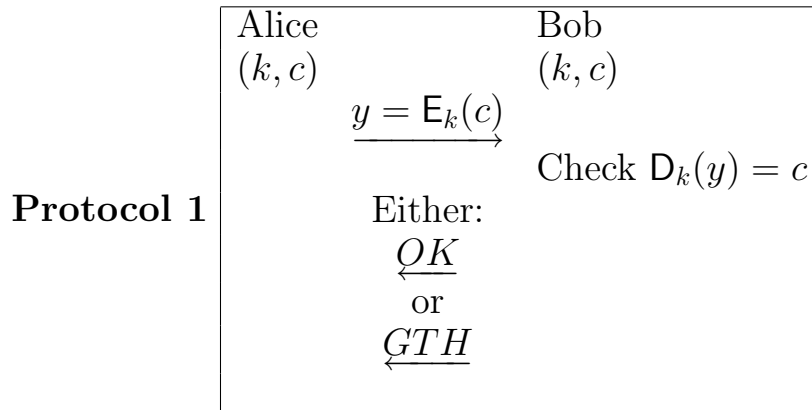 Alice Bob
(k, c) (k, c)
y = E_k(c)
Check D_k(y) = c
Protocol 1
Either:
OK
or
GTH